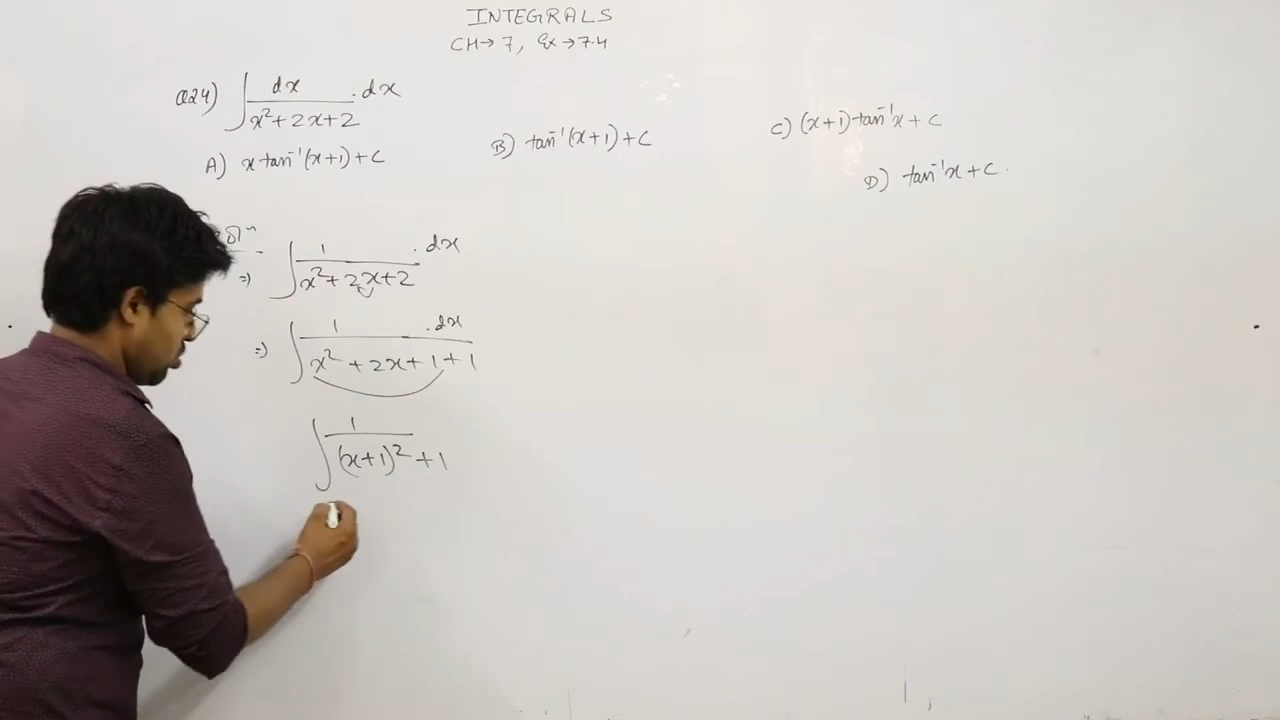 INTEGRALS
CH→7, Ex→7.4
Q24) ∫ dx/(x²+2x+2) . dx
A) x tan⁻¹(x+1)+C
B) tan⁻¹(x+1)+C
C) (x+1) tan⁻¹x+C
D) tan⁻¹x+C.
⇒ ∫ 1/(x²+2x+2) . dx
⇒ ∫ 1/(x²+2x+1+1) . dx
∫ 1/((x+1)²+1)